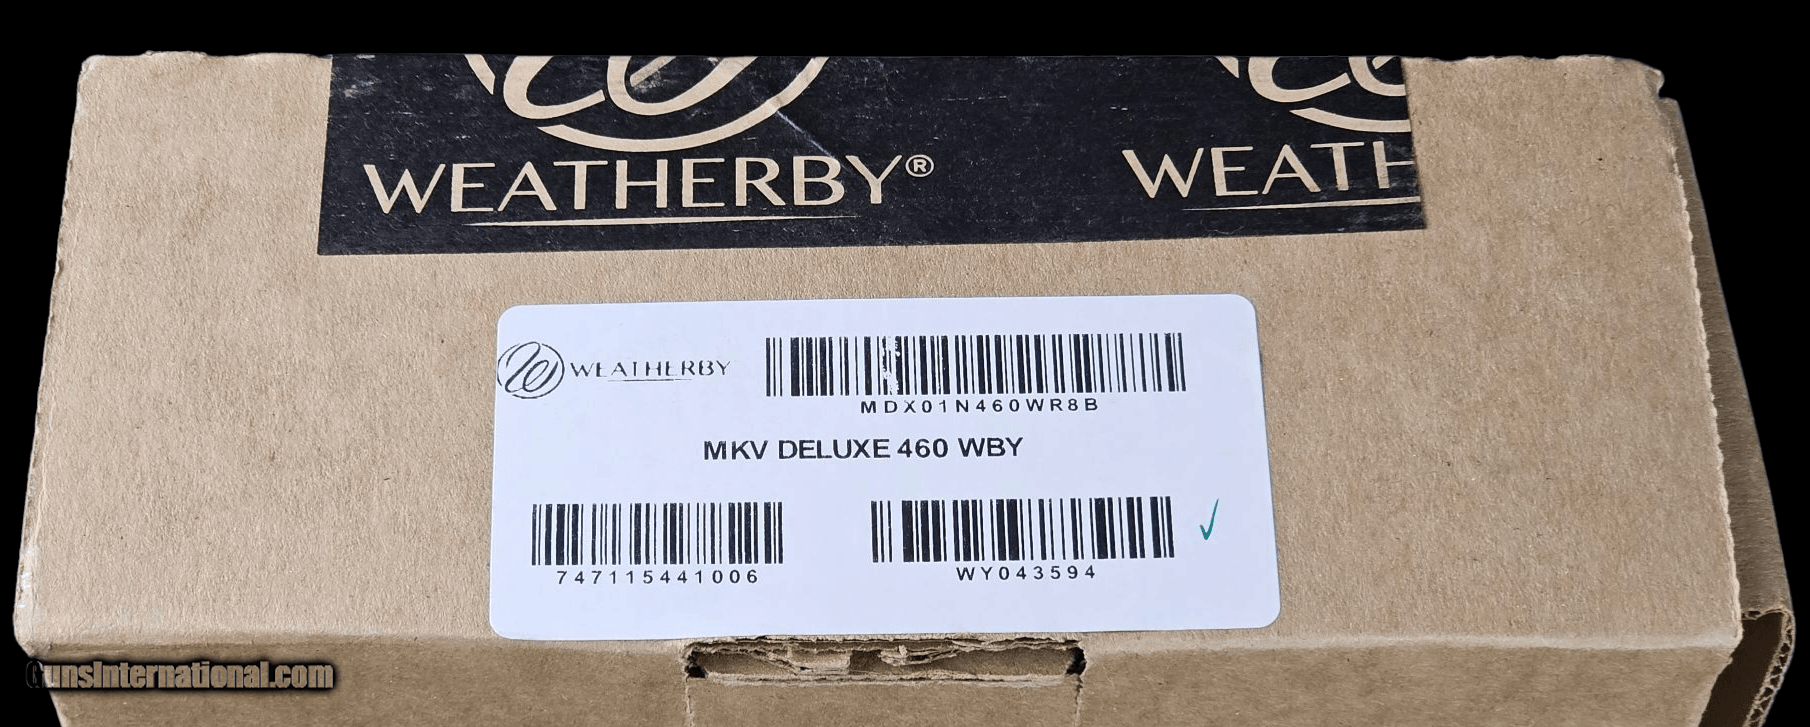 WEATHERBY®
WEATH
WEATHERBY
MDX01N460WR8B
MKV DELUXE 460 WBY
747115441006
WY043594
GunsInternational.com